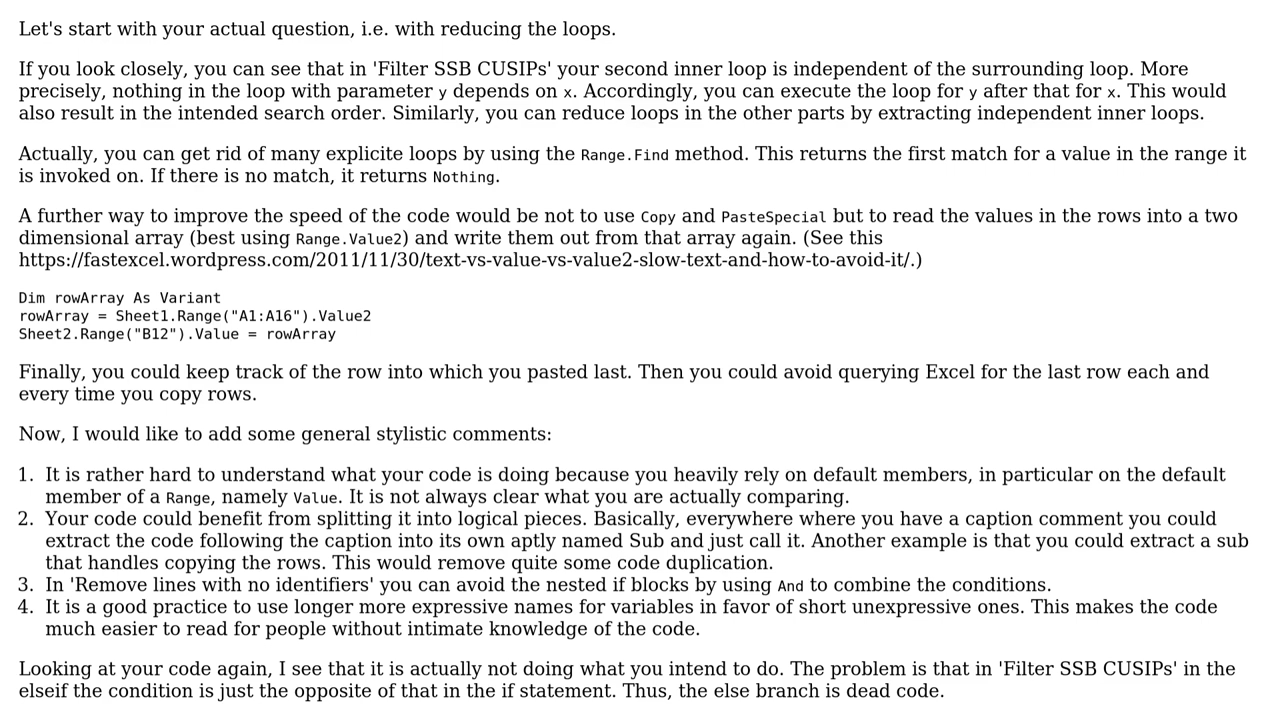 Let's start with your actual question, i.e. with reducing the loops.
If you look closely, you can see that in 'Filter SSB CUSIPs' your second inner loop is independent of the surrounding loop. More
precisely, nothing in the loop with parameter y depends on x. Accordingly, you can execute the loop for y after that for x. This would
also result in the intended search order. Similarly, you can reduce loops in the other parts by extracting independent inner loops.
Actually, you can get rid of many explicite loops by using the Range.Find method. This returns the first match for a value in the range it
is invoked on. If there is no match, it returns Nothing.
A further way to improve the speed of the code would be not to use Copy and PasteSpecial but to read the values in the rows into a two
dimensional array (best using Range.Value2) and write them out from that array again. (See this
https://fastexcel.wordpress.com/2011/11/30/text-vs-value-vs-value2-slow-text-and-how-to-avoid-it/.)
Dim rowArray As Variant
rowArray = Sheet1.Range("A1:A16").Value2
Sheet2.Range("B12").Value = rowArray
Finally, you could keep track of the row into which you pasted last. Then you could avoid querying Excel for the last row each and
every time you copy rows.
Now, I would like to add some general stylistic comments:
1. It is rather hard to understand what your code is doing because you heavily rely on default members, in particular on the default
member of a Range, namely Value. It is not always clear what you are actually comparing.
2. Your code could benefit from splitting it into logical pieces. Basically, everywhere where you have a caption comment you could
extract the code following the caption into its own aptly named Sub and just call it. Another example is that you could extract a sub
that handles copying the rows. This would remove quite some code duplication.
3. In 'Remove lines with no identifiers' you can avoid the nested if blocks by using And to combine the conditions.
4. It is a good practice to use longer more expressive names for variables in favor of short unexpressive ones. This makes the code
much easier to read for people without intimate knowledge of the code.
Looking at your code again, I see that it is actually not doing what you intend to do. The problem is that in 'Filter SSB CUSIPs' in the
elseif the condition is just the opposite of that in the if statement. Thus, the else branch is dead code.